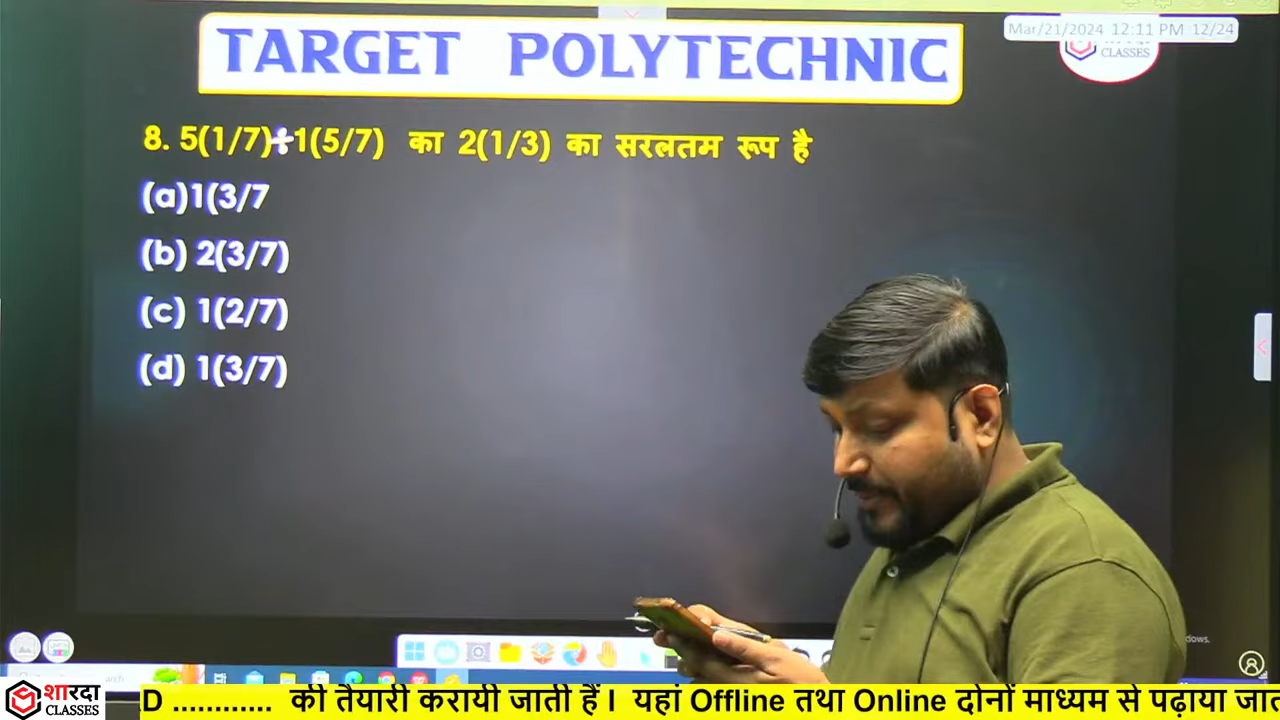 TARGET POLYTECHNIC
Mar/21/2024 12:11 PM 12/24
CLASSES
8. 5(1/7)÷1(5/7) का 2(1/3) का सरलतम रूप है
(a)1(3/7
(b) 2(3/7)
(c) 1(2/7)
(d) 1(3/7)
शारदा
CLASSES
D ............ की तैयारी करायी जाती हैं l यहां Offline तथा Online दोनों माध्यम से पढ़ाया जात